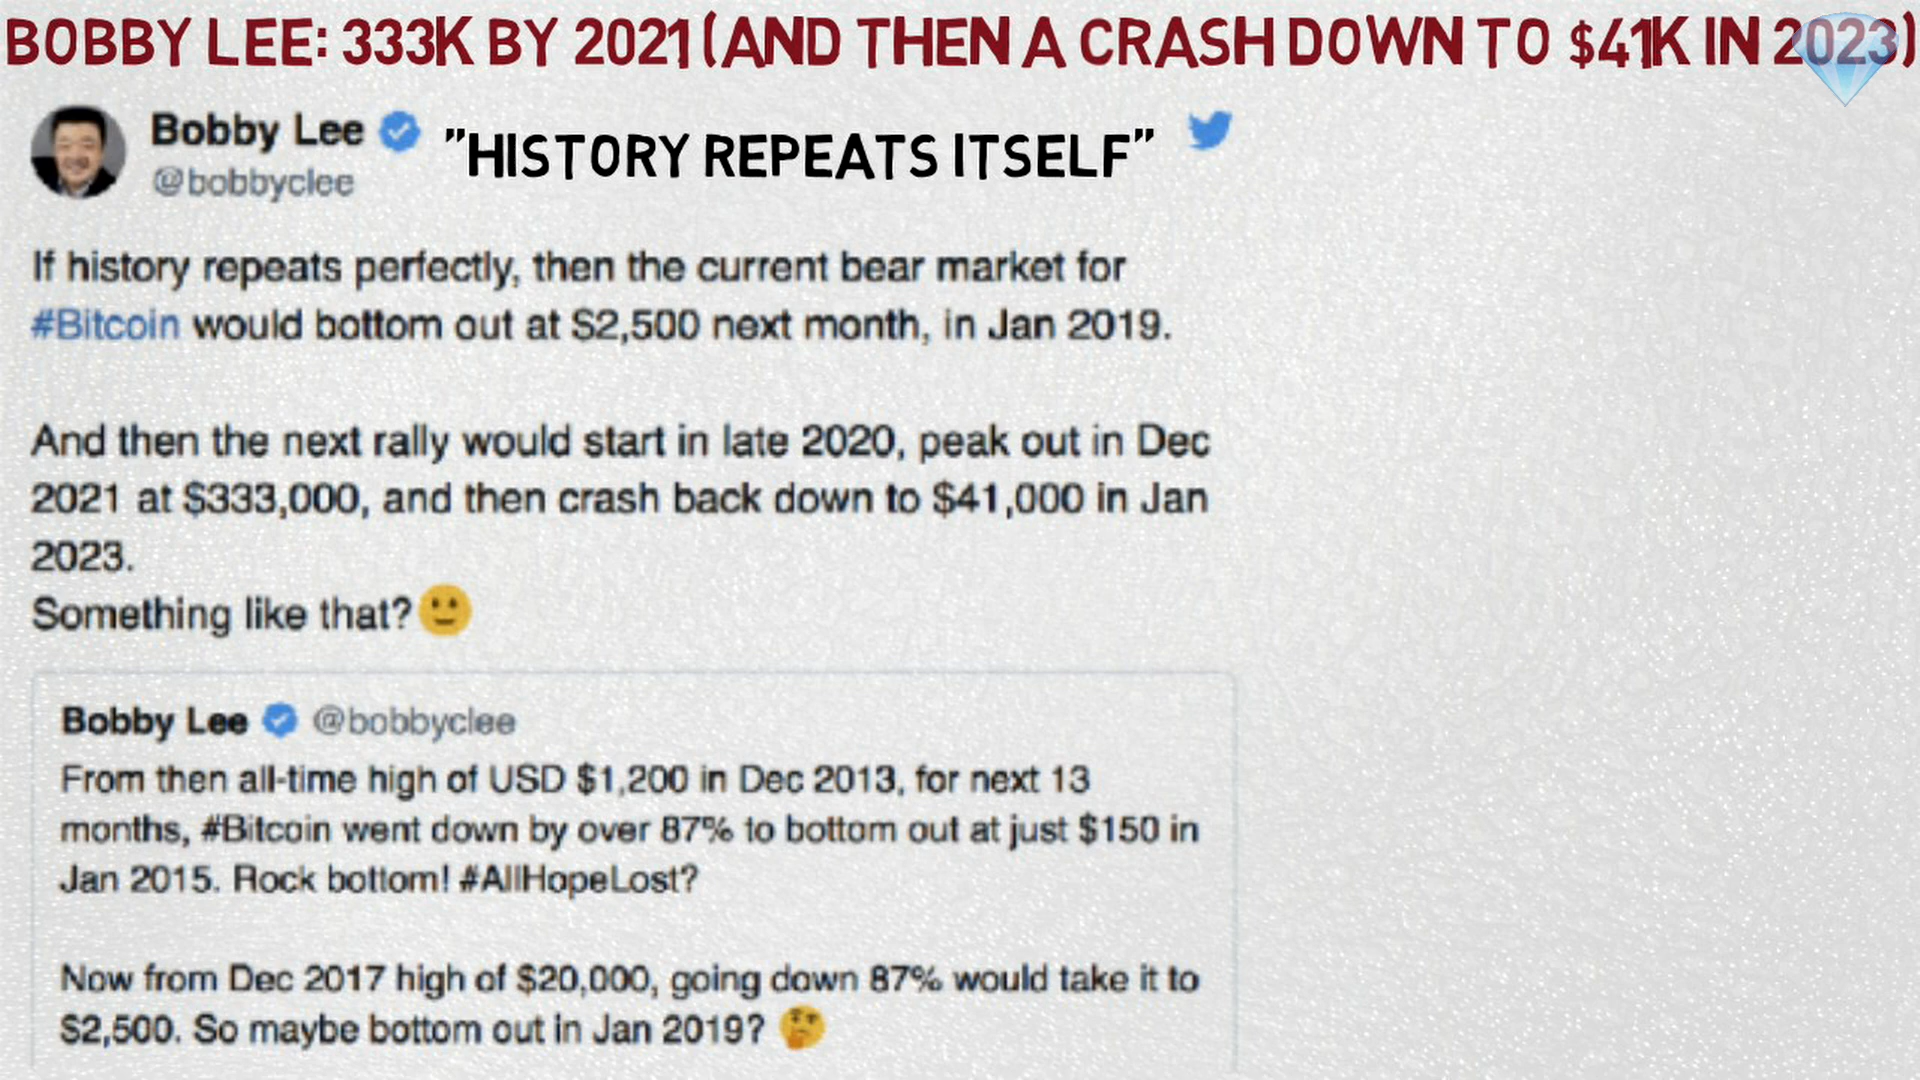 BOBBY LEE: 333K BY 2021 (AND THEN A CRASH DOWN TO $41K IN 2023)
Bobby Lee
"HISTORY REPEATS ITSELF"
@bobbyclee
If history repeats perfectly, then the current bear market for
#Bitcoin would bottom out at $2,500 next month, in Jan 2019.
And then the next rally would start in late 2020, peak out in Dec
2021 at $333,000, and then crash back down to $41,000 in Jan
2023.
Something like that?🙂
Bobby Lee @bobbyclee
From then all-time high of USD $1,200 in Dec 2013, for next 13
months, #Bitcoin went down by over 87% to bottom out at just $150 in
Jan 2015. Rock bottom! #AllHopeLost?
Now from Dec 2017 high of $20,000, going down 87% would take it to
$2,500. So maybe bottom out in Jan 2019? 🤔